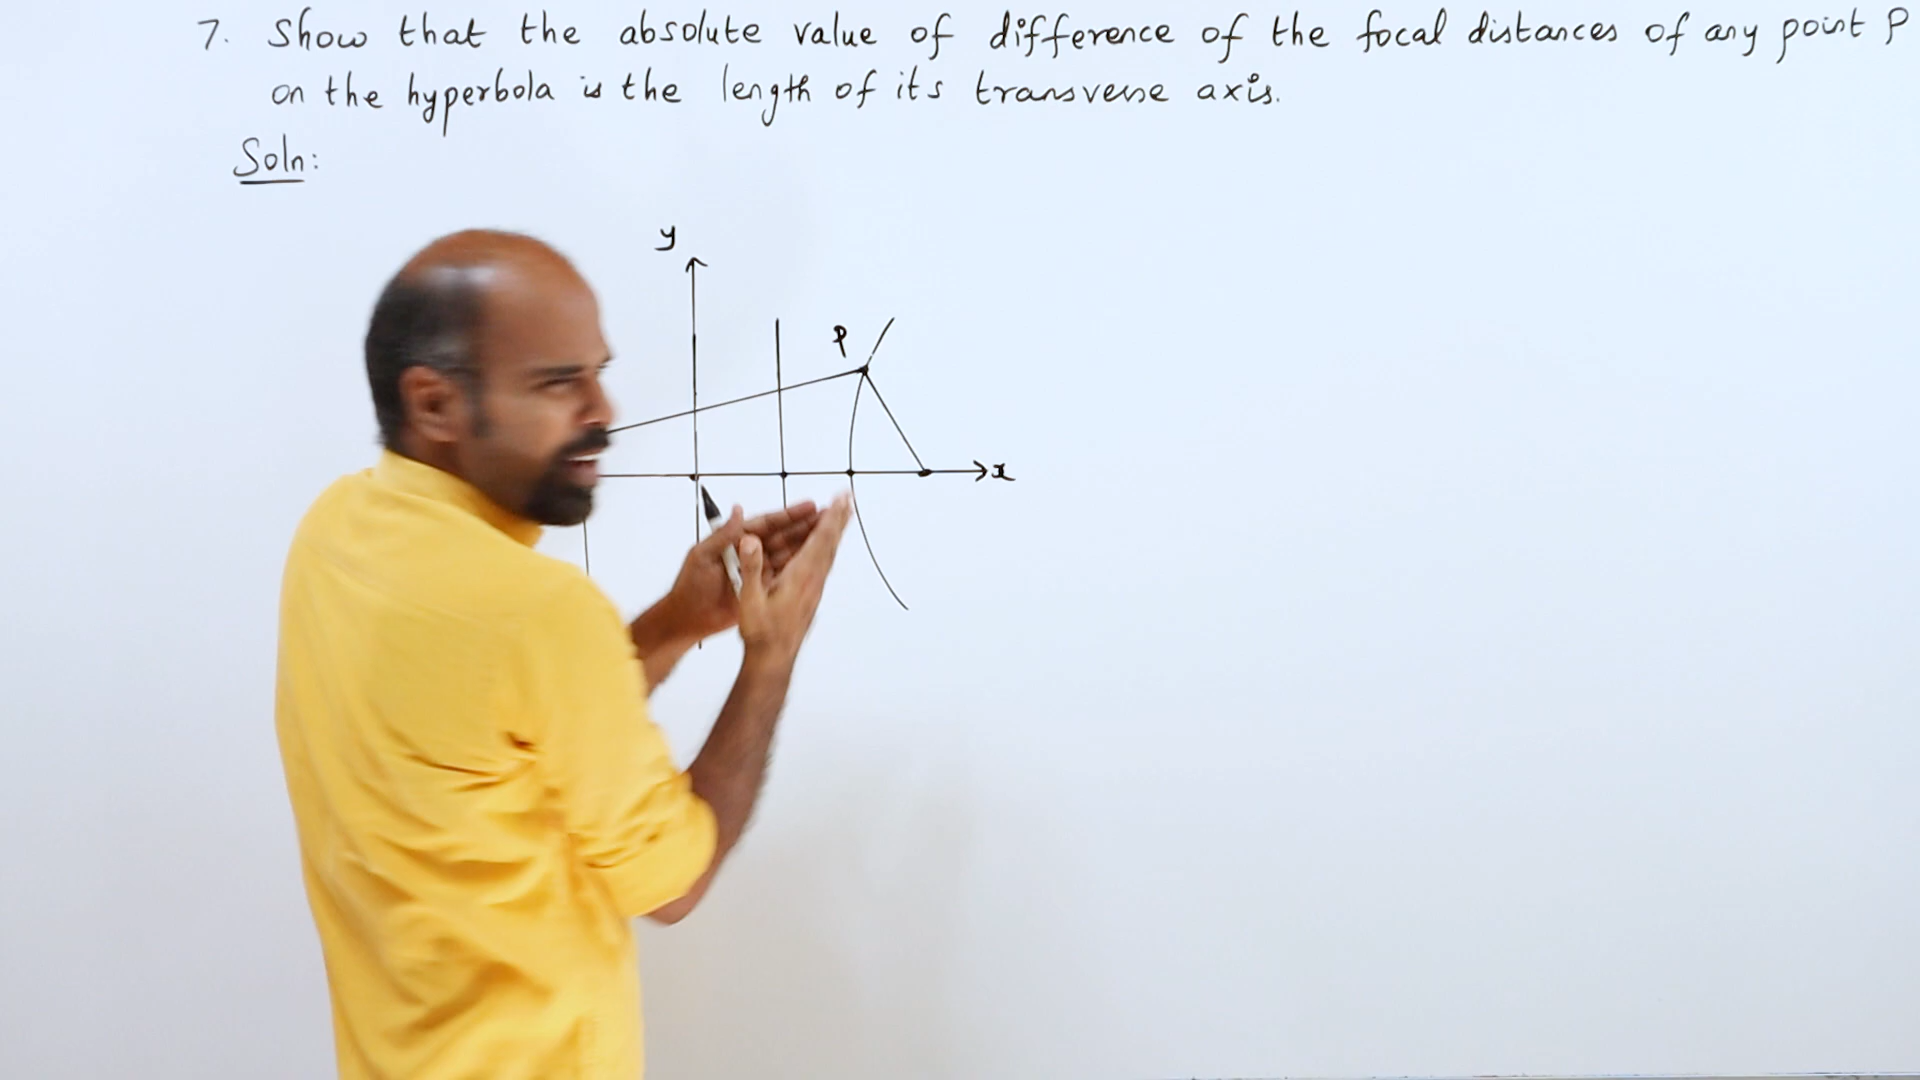 7. Show that the absolute value of difference of the focal distances of any point P
on the hyperbola is the length of its transverse axis.
Soln:
y
P
x